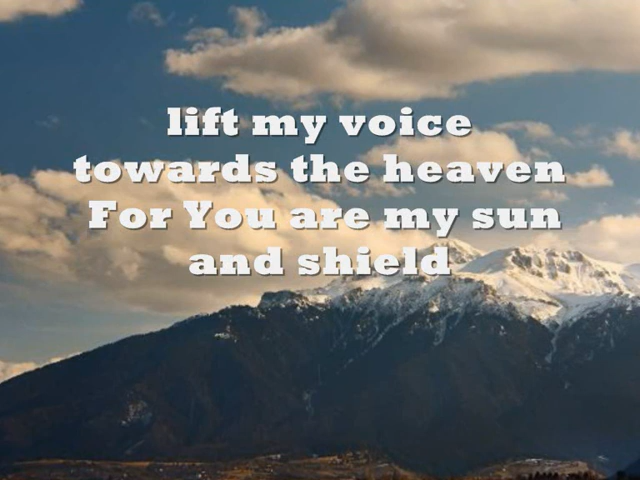 lift my voice
towards the heaven
For You are my sun
and shield